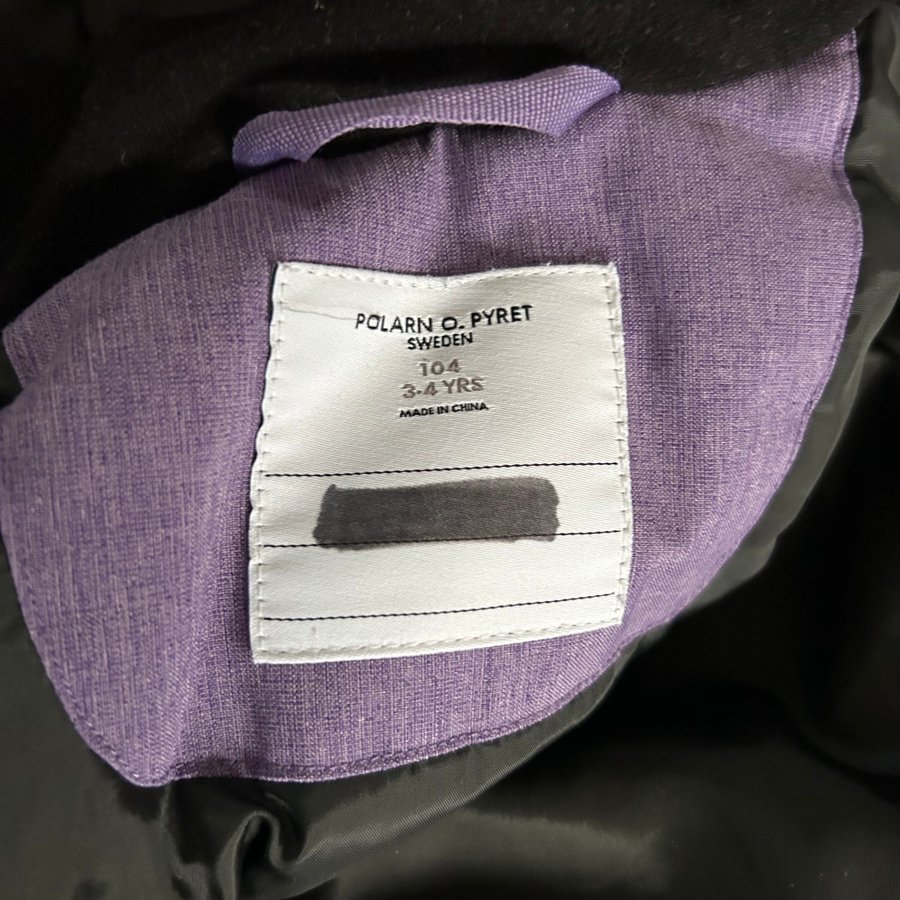 POLARN O. PYRET
SWEDEN
104
3-4 YRS
MADE IN CHINA